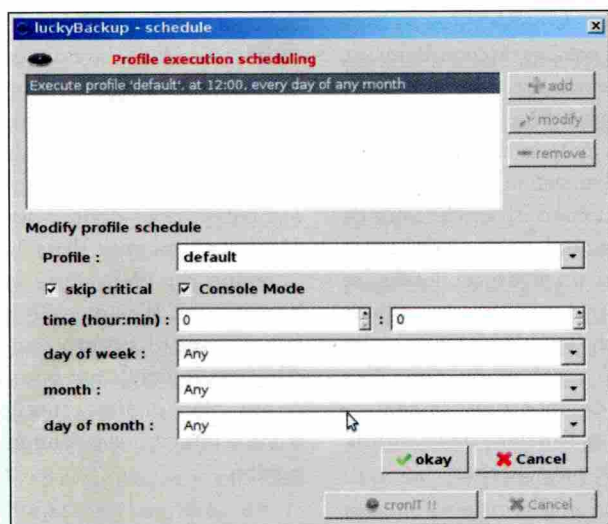 luckyBackup - schedule
Profile execution scheduling
Execute profile 'default', at 12:00, every day of any month
add
modify
remove
Modify profile schedule
Profile : default
skip critical Console Mode
time (hour:min) : 0 : 0
day of week : Any
month : Any
day of month : Any
okay Cancel
cronIT !! Cancel